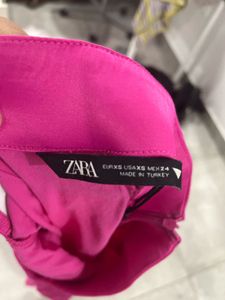 ZARA
EUR XS USA XS MEX 24
MADE IN TURKEY